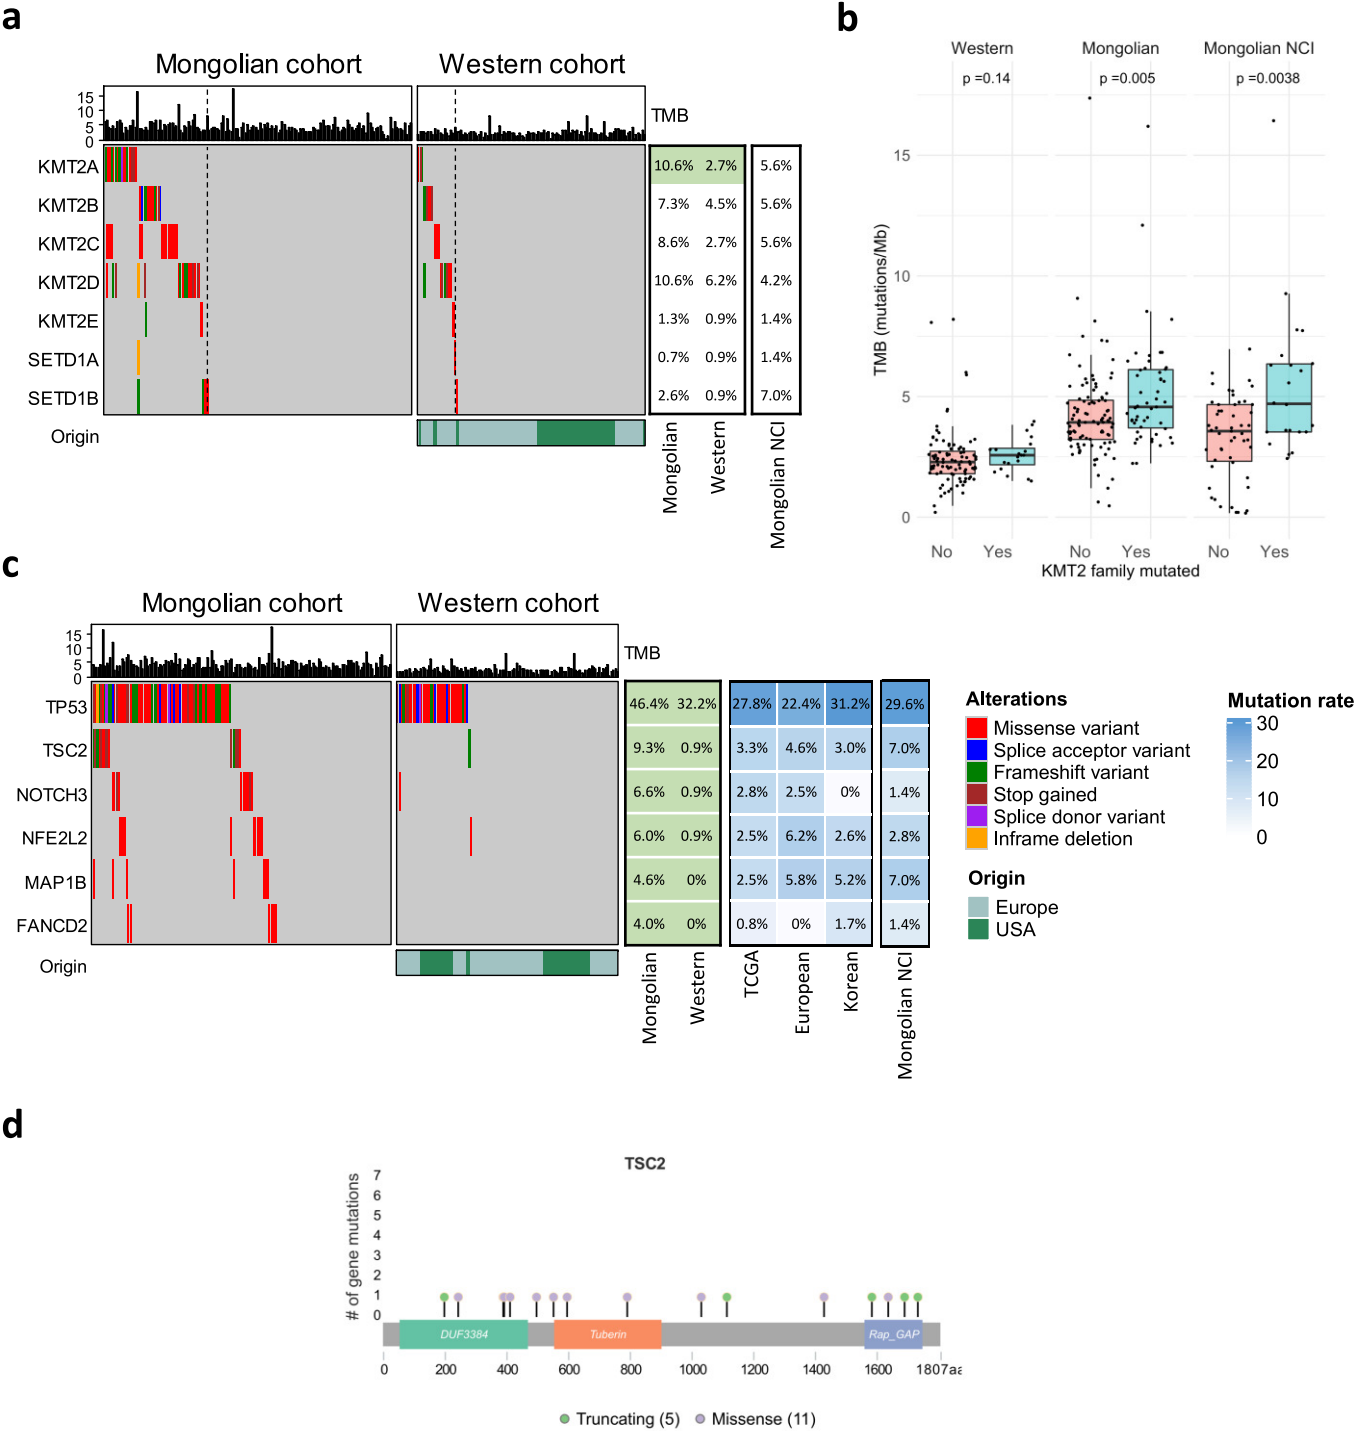 a
Mongolian cohort
Western cohort
15
10
5
0
TMB
KMT2A
10.6% 2.7% 5.6%
KMT2B
7.3% 4.5% 5.6%
KMT2C
8.6% 2.7% 5.6%
KMT2D
10.6% 6.2% 4.2%
KMT2E
1.3% 0.9% 1.4%
SETD1A
0.7% 0.9% 1.4%
SETD1B
2.6% 0.9% 7.0%
Origin
Mongolian
Western
Mongolian NCI
b
Western Mongolian Mongolian NCI
p =0.14 p =0.005 p =0.0038
TMB (mutations/Mb)
15
10
5
0
No Yes No Yes No Yes
KMT2 family mutated
c
Mongolian cohort
Western cohort
15
10
5
0
TMB
TP53
46.4% 32.2% 27.8% 22.4% 31.2% 29.6%
TSC2
9.3% 0.9% 3.3% 4.6% 3.0% 7.0%
NOTCH3
6.6% 0.9% 2.8% 2.5% 0% 1.4%
NFE2L2
6.0% 0.9% 2.5% 6.2% 2.6% 2.8%
MAP1B
4.6% 0% 2.5% 5.8% 5.2% 7.0%
FANCD2
4.0% 0% 0.8% 0% 1.7% 1.4%
Origin
Mongolian
Western
TCGA
European
Korean
Mongolian NCI
Alterations
Missense variant
Splice acceptor variant
Frameshift variant
Stop gained
Splice donor variant
Inframe deletion
Origin
Europe
USA
Mutation rate
30
20
10
0
d
TSC2
# of gene mutations
7
6
5
4
3
2
1
0
DUF3384 Tuberin Rap_GAP
0 200 400 600 800 1000 1200 1400 1600 1807aa
Truncating (5) Missense (11)